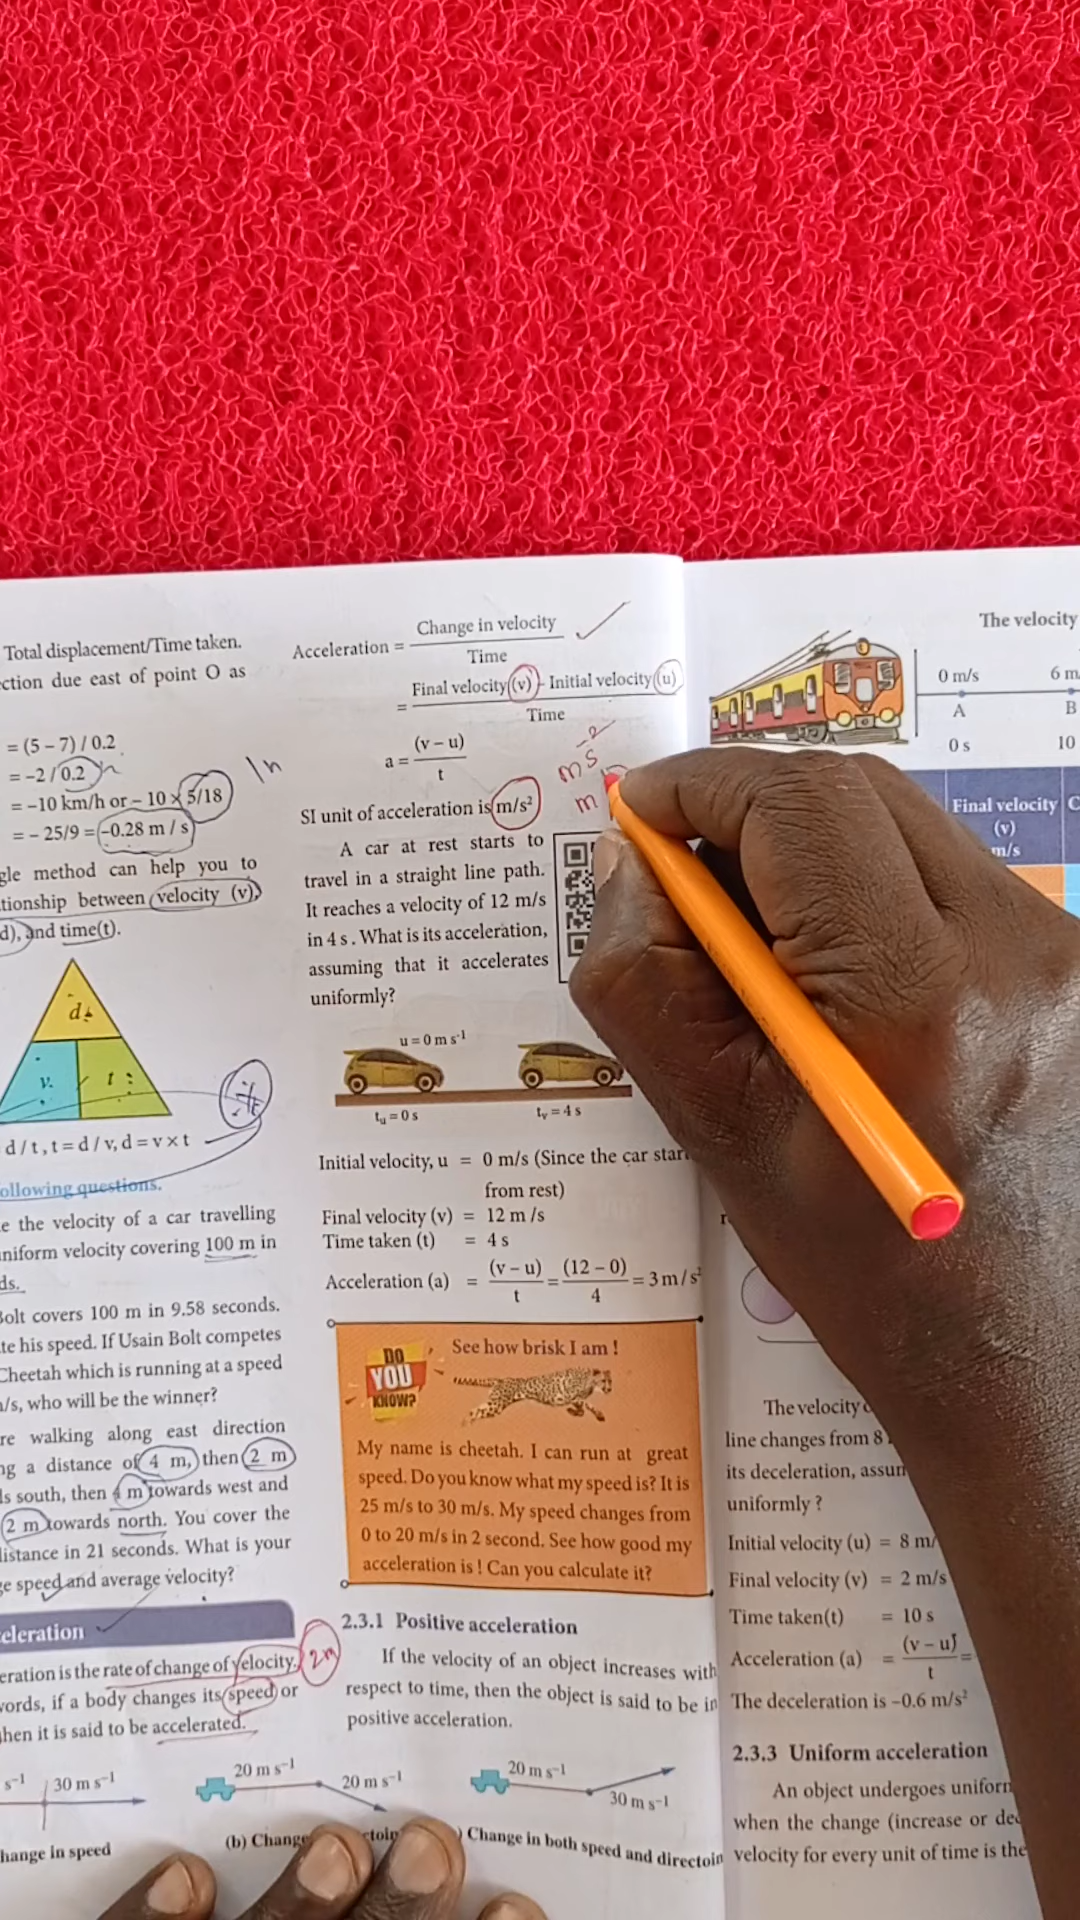 Total displacement/Time taken.
ction due east of point O as
= (5 – 7) / 0.2
= –2 / 0.2
= –10 km/h or – 10 × 5/18
= – 25/9 = –0.28 m / s
1h
gle method can help you to
tionship between velocity (v),
d), and time(t).
d
v t
d / t , t = d / v, d = v × t
ollowing questions.
e the velocity of a car travelling
niform velocity covering 100 m in
ds.
Bolt covers 100 m in 9.58 seconds.
te his speed. If Usain Bolt competes
Cheetah which is running at a speed
/s, who will be the winner?
re walking along east direction
ng a distance of 4 m, then 2 m
ds south, then 4 m towards west and
2 m towards north. You cover the
distance in 21 seconds. What is your
ge speed and average velocity?
eleration
eration is the rate of change of velocity.
words, if a body changes its speed or
hen it is said to be accelerated.
2m
s⁻¹ 30 m s⁻¹
hange in speed
20 m s⁻¹
20 m s⁻¹
(b) Change
20 m s⁻¹
30 m s⁻¹
) Change in both speed and directoin
Acceleration = Change in velocity / Time
= Final velocity(v) – Initial velocity(u) / Time
a = (v – u) / t
ms⁻²
m
SI unit of acceleration is m/s²
A car at rest starts to
travel in a straight line path.
It reaches a velocity of 12 m/s
in 4 s . What is its acceleration,
assuming that it accelerates
uniformly?
u = 0 m s⁻¹
tᵤ = 0 s tᵥ = 4 s
Initial velocity, u = 0 m/s (Since the car star
from rest)
Final velocity (v) = 12 m /s
Time taken (t) = 4 s
Acceleration (a) = (v – u) / t = (12 – 0) / 4 = 3 m / s²
DO YOU KNOW?
See how brisk I am !
My name is cheetah. I can run at great
speed. Do you know what my speed is? It is
25 m/s to 30 m/s. My speed changes from
0 to 20 m/s in 2 second. See how good my
acceleration is ! Can you calculate it?
2.3.1 Positive acceleration
If the velocity of an object increases with
respect to time, then the object is said to be in
positive acceleration.
The velocity
0 m/s 6 m
A B
0 s 10
Final velocity
(v)
m/s
The velocity
line changes from 8
its deceleration, assum
uniformly ?
Initial velocity (u) = 8 m/
Final velocity (v) = 2 m/s
Time taken(t) = 10 s
Acceleration (a) = (v – u) / t =
The deceleration is –0.6 m/s²
2.3.3 Uniform acceleration
An object undergoes uniform
when the change (increase or dec
velocity for every unit of time is the